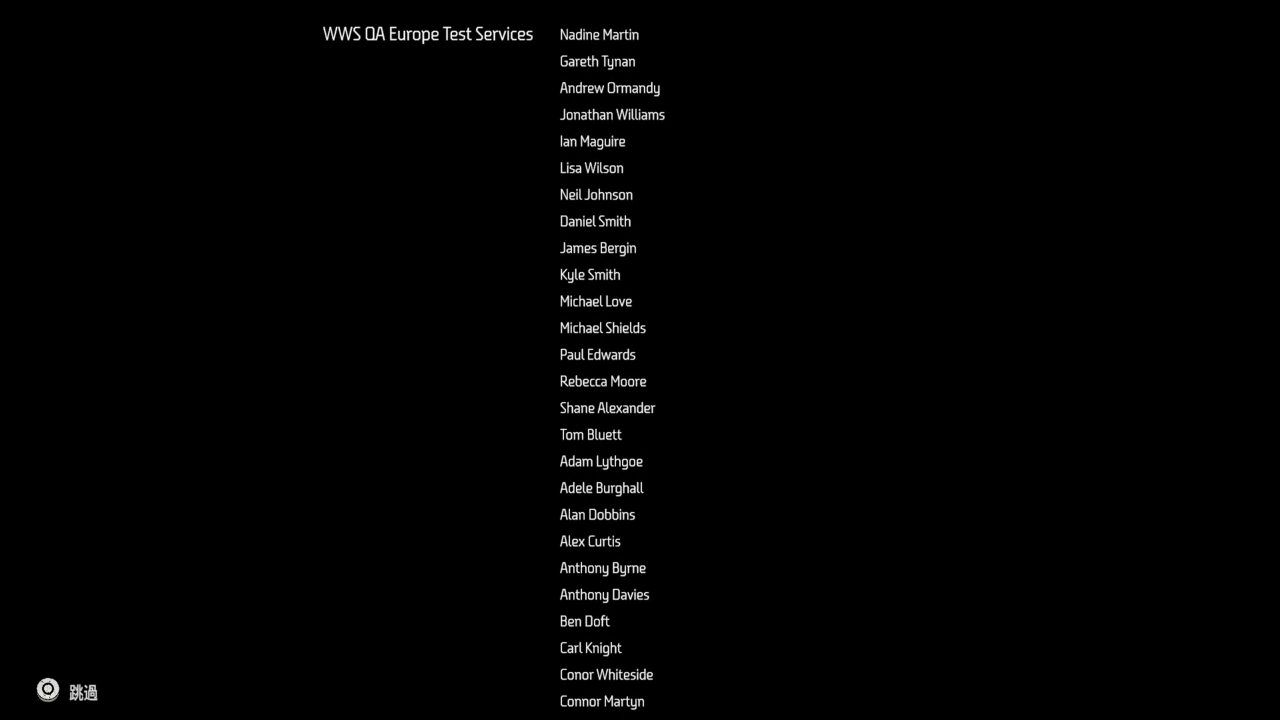 WWS QA Europe Test Services
Nadine Martin
Gareth Tynan
Andrew Ormandy
Jonathan Williams
Ian Maguire
Lisa Wilson
Neil Johnson
Daniel Smith
James Bergin
Kyle Smith
Michael Love
Michael Shields
Paul Edwards
Rebecca Moore
Shane Alexander
Tom Bluett
Adam Lythgoe
Adele Burghall
Alan Dobbins
Alex Curtis
Anthony Byrne
Anthony Davies
Ben Doft
Carl Knight
Conor Whiteside
Connor Martyn
跳過